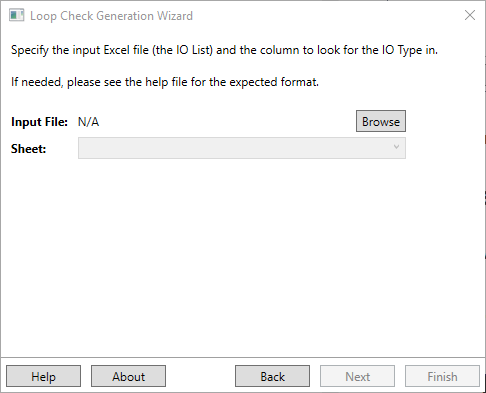 Loop Check Generation Wizard
Specify the input Excel file (the IO List) and the column to look for the IO Type in.
If needed, please see the help file for the expected format.
Input File: N/A Browse
Sheet:
Help About Back Next Finish